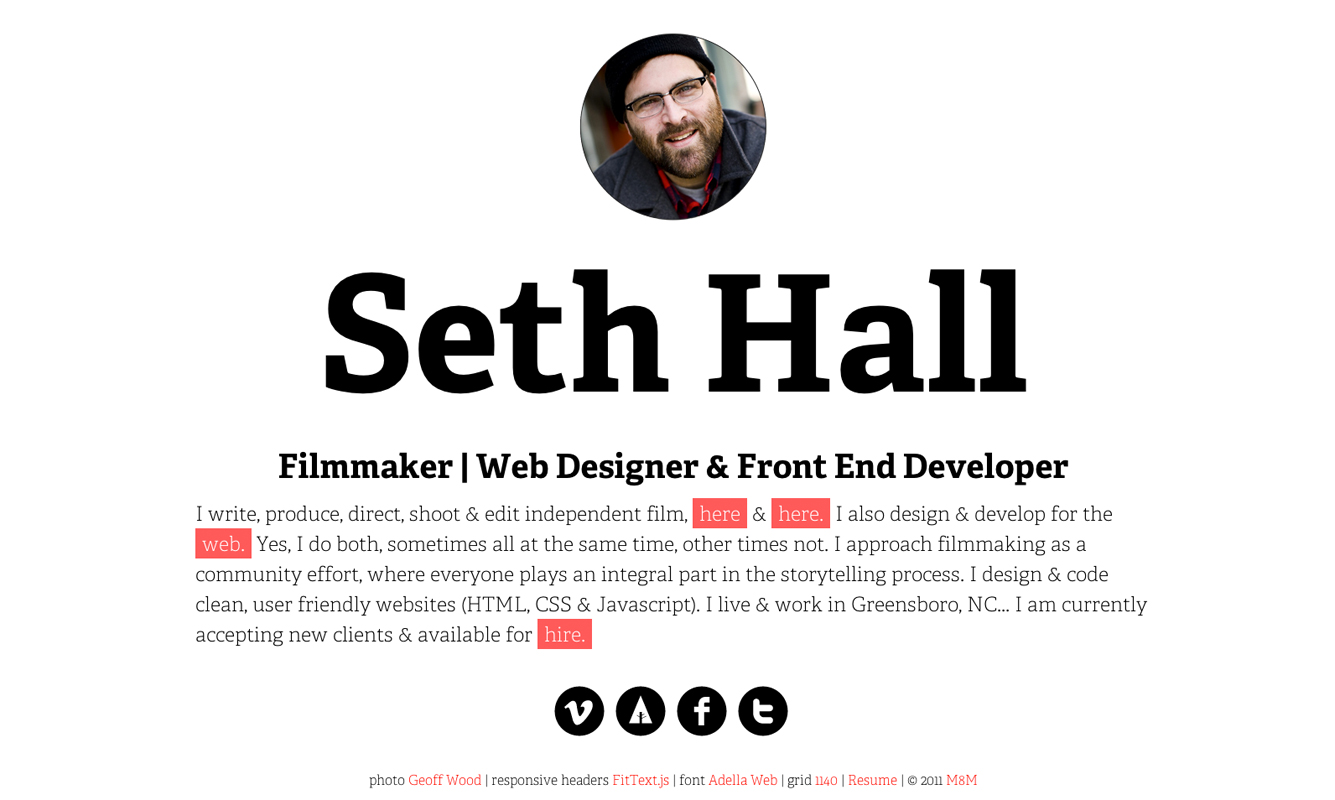 Seth Hall
Filmmaker | Web Designer & Front End Developer
I write, produce, direct, shoot & edit independent film, here & here. I also design & develop for the
web. Yes, I do both, sometimes all at the same time, other times not. I approach filmmaking as a
community effort, where everyone plays an integral part in the storytelling process. I design & code
clean, user friendly websites (HTML, CSS & Javascript). I live & work in Greensboro, NC... I am currently
accepting new clients & available for hire.
photo Geoff Wood | responsive headers FitText.js | font Adella Web | grid 1140 | Resume | © 2011 M8M